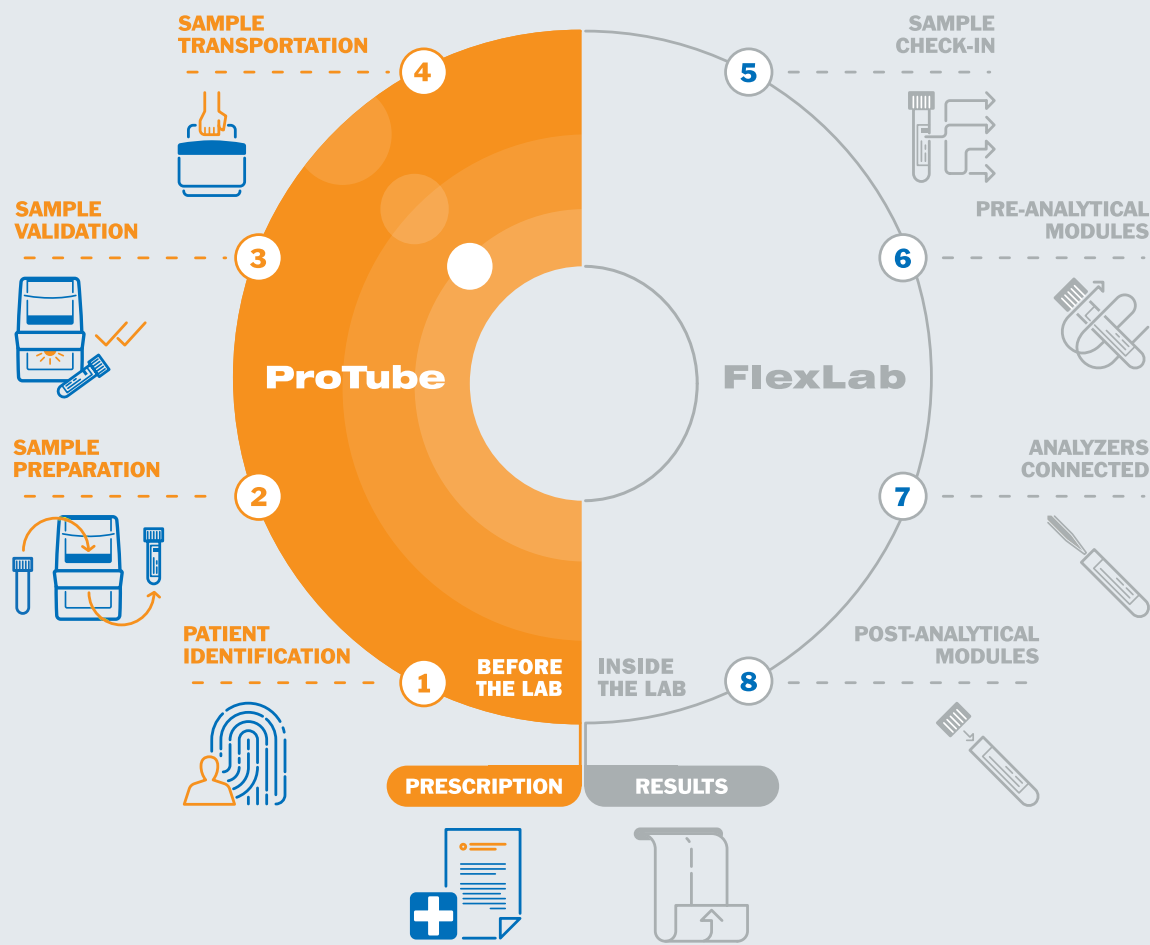 SAMPLE
TRANSPORTATION
4
SAMPLE
VALIDATION
3
SAMPLE
PREPARATION
2
PATIENT
IDENTIFICATION
1
ProTube
BEFORE
THE LAB
PRESCRIPTION
SAMPLE
CHECK-IN
5
PRE-ANALYTICAL
MODULES
6
ANALYZERS
CONNECTED
7
POST-ANALYTICAL
MODULES
8
FlexLab
INSIDE
THE LAB
RESULTS